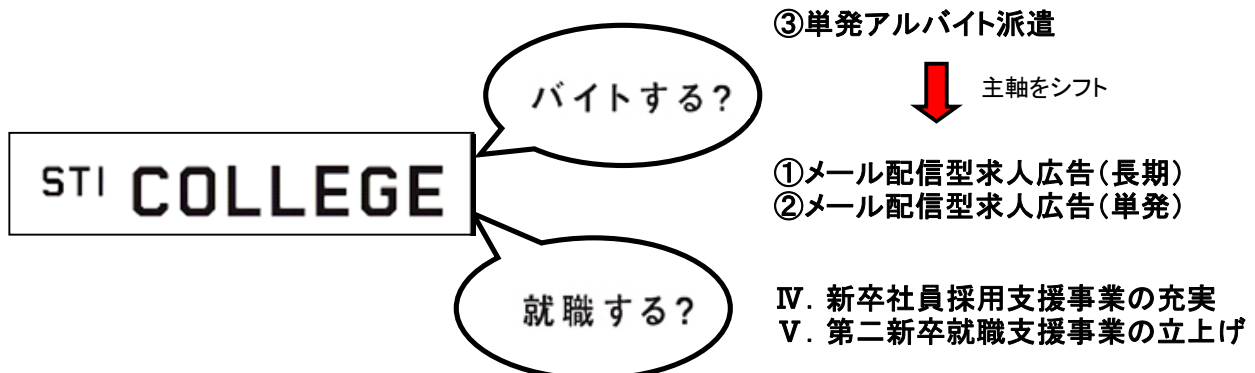 ③単発アルバイト派遣
バイトする?
主軸をシフト
STI COLLEGE
①メール配信型求人広告(長期)
②メール配信型求人広告(単発)
就職する?
Ⅳ. 新卒社員採用支援事業の充実
Ⅴ. 第二新卒就職支援事業の立上げ